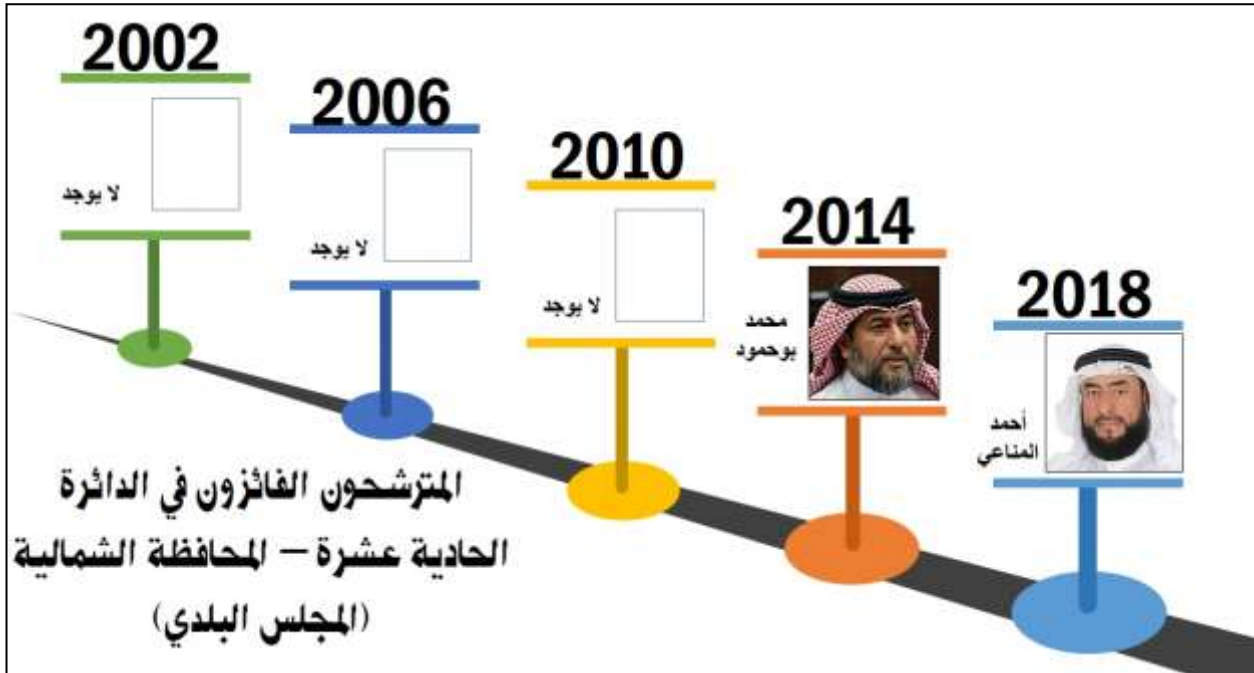 2002
لا يوجد
2006
لا يوجد
2010
لا يوجد
2014
محمد
بوحمود
2018
أحمد
المناعي
المترشحون الفائزون في الدائرة
الحادية عشرة – المحافظة الشمالية
(المجلس البلدي)